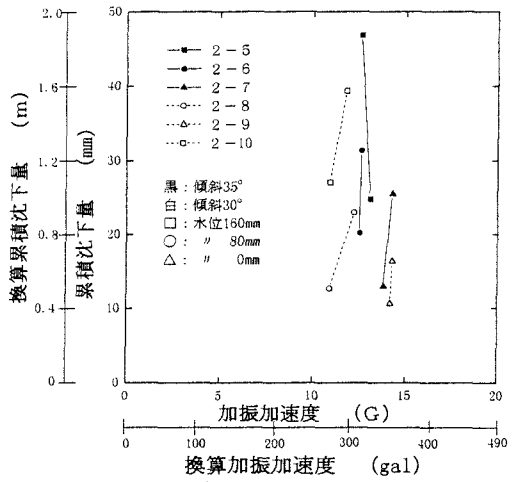 換算累積沈下量 (m)
2.0
1.6
1.2
0.8
0.4
0
累積沈下量 (mm)
50
40
30
20
10
0
2-5
2-6
2-7
2-8
2-9
2-10
黒:傾斜35°
白:傾斜30°
□:水位160mm
○: 〃 80mm
△: 〃 0mm
0 5 10 15 20
加振加速度 (G)
0 100 200 300 400 490
換算加振加速度 (gal)